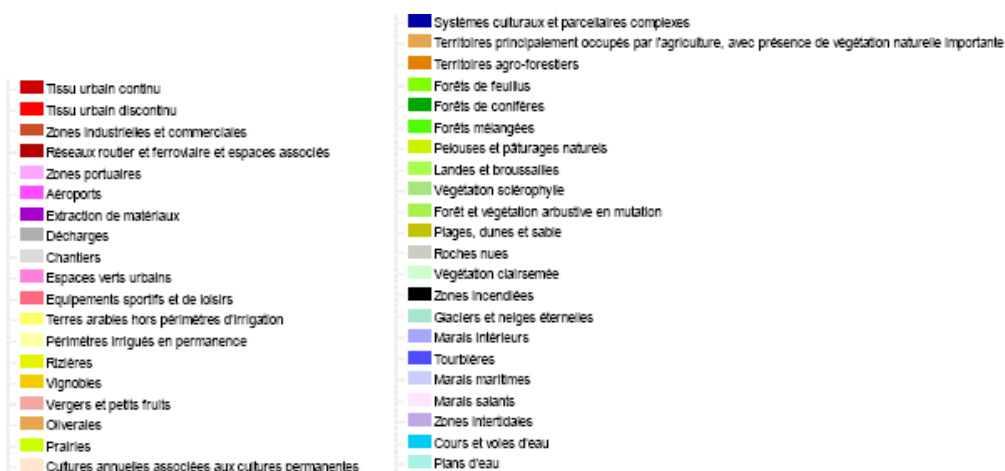 Tissu urbain continu
Tissu urbain discontinu
Zones industrielles et commerciales
Réseaux routier et ferroviaire et espaces associés
Zones portuaires
Aéroports
Extraction de matériaux
Décharges
Chantiers
Espaces verts urbains
Equipements sportifs et de loisirs
Terres arables hors périmètres d'irrigation
Périmètres irrigués en permanence
Rizières
Vignobles
Vergers et petits fruits
Oliveraies
Prairies
Cultures annuelles associées aux cultures permanentes
Systèmes culturaux et parcellaires complexes
Territoires principalement occupés par l'agriculture, avec présence de végétation naturelle importante
Territoires agro-forestiers
Forêts de feuillus
Forêts de conifères
Forêts mélangées
Pelouses et pâturages naturels
Landes et broussailles
Végétation sclérophylle
Forêt et végétation arbustive en mutation
Plages, dunes et sable
Roches nues
Végétation clairsemée
Zones incendiées
Glaciers et neiges éternelles
Marais intérieurs
Tourbières
Marais maritimes
Marais salants
Zones intertidales
Cours et voies d'eau
Plans d'eau